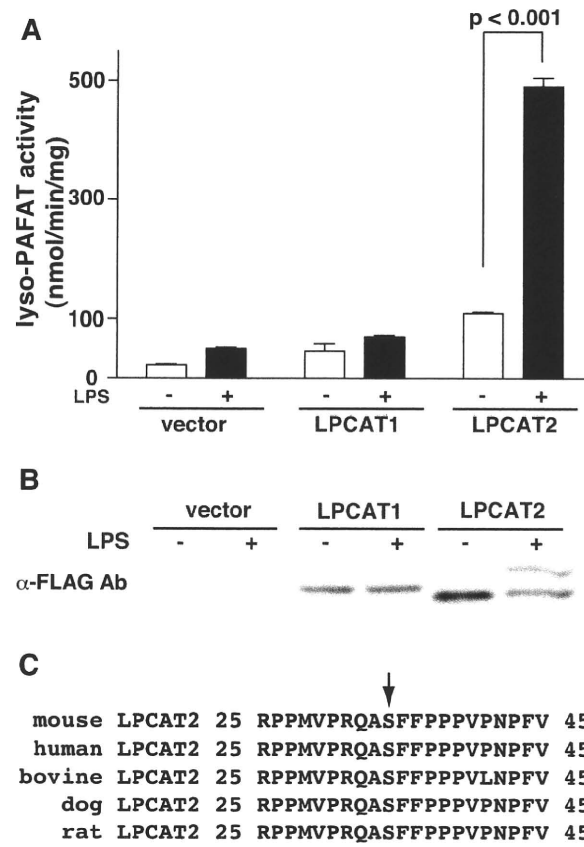 A
p < 0.001
lyso-PAFAT activity
(nmol/min/mg)
500
300
100
0
LPS - + - + - +
vector LPCAT1 LPCAT2
B
vector LPCAT1 LPCAT2
LPS - + - + - +
α-FLAG Ab
C
mouse LPCAT2 25 RPPMVPRQASFFPPPVPNPFV 45
human LPCAT2 25 RPPMVPRQASFFPPPVPNPFV 45
bovine LPCAT2 25 RPPMVPRQASFFPPPVLNPFV 45
dog LPCAT2 25 RPPMVPRQASFFPPPVPNPFV 45
rat LPCAT2 25 RPPMVPRQASFFPPPVPNPFV 45